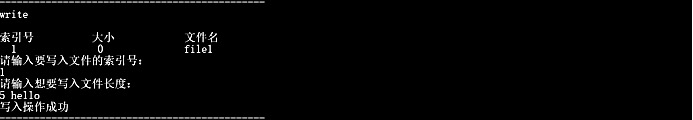 ==============================================
write
索引号 大小 文件名
1 0 file1
请输入要写入文件的索引号:
1
请输入想要写入文件长度:
5 hello
写入操作成功
==============================================